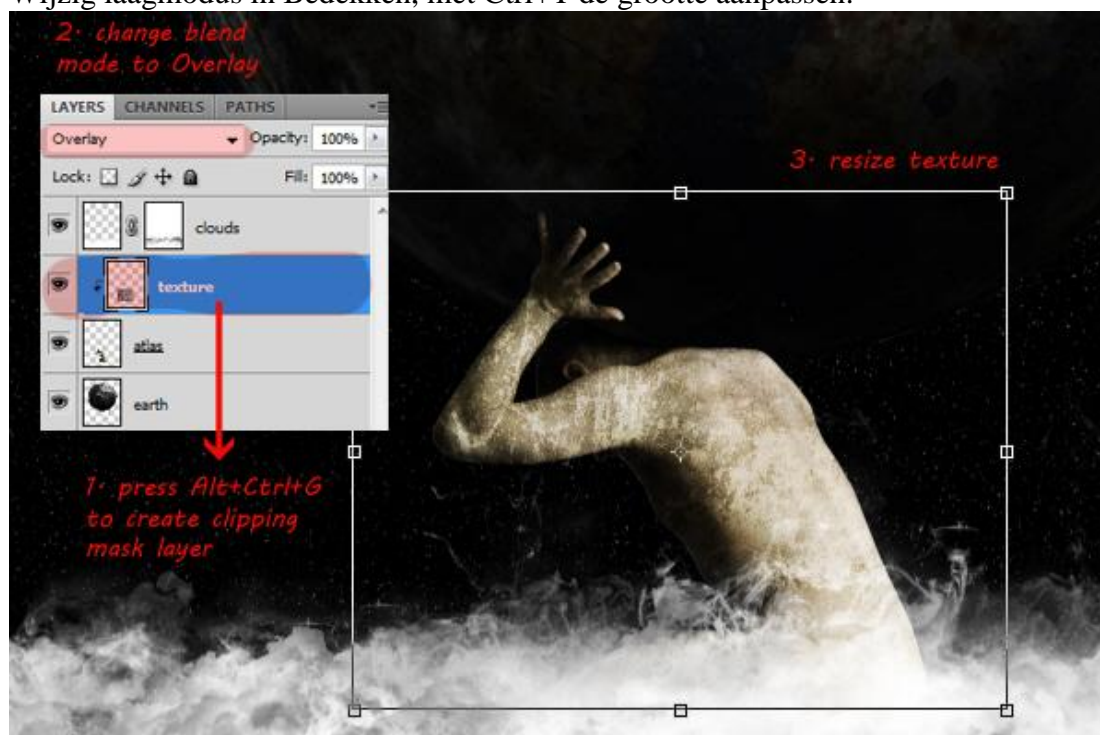 Wijzig laagmodus in Bedekken, met Ctrl+T de grootte aanpassen.
2. change blend
mode to Overlay
LAYERS CHANNELS PATHS
Overlay Opacity: 100%
Lock: Fill: 100%
clouds
texture
atlas
earth
3. resize texture
1. press Alt+Ctrl+G
to create clipping
mask layer